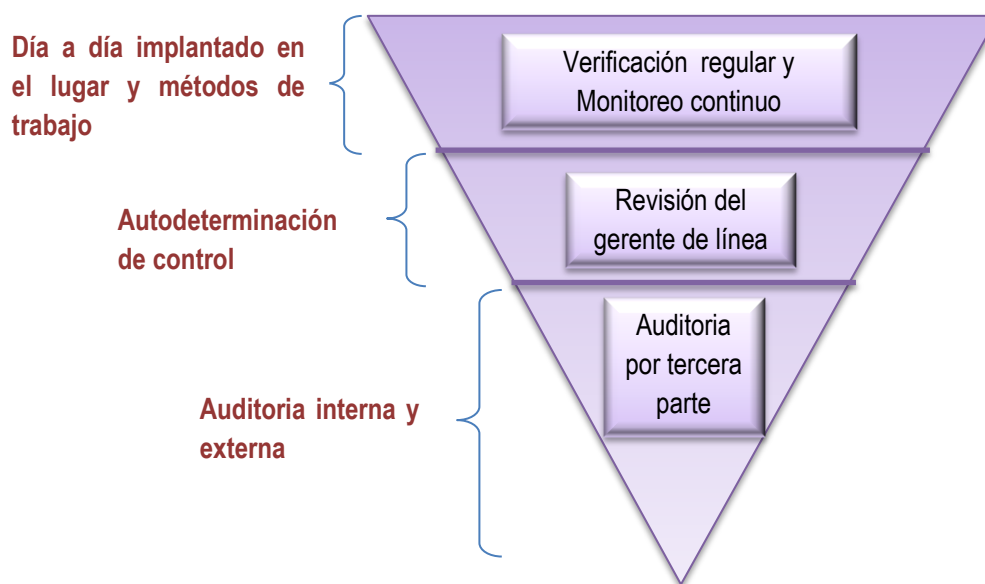 Día a día implantado en
el lugar y métodos de
trabajo
Verificación regular y
Monitoreo continuo
Autodeterminación
de control
Revisión del
gerente de línea
Auditoria interna y
externa
Auditoria
por tercera
parte